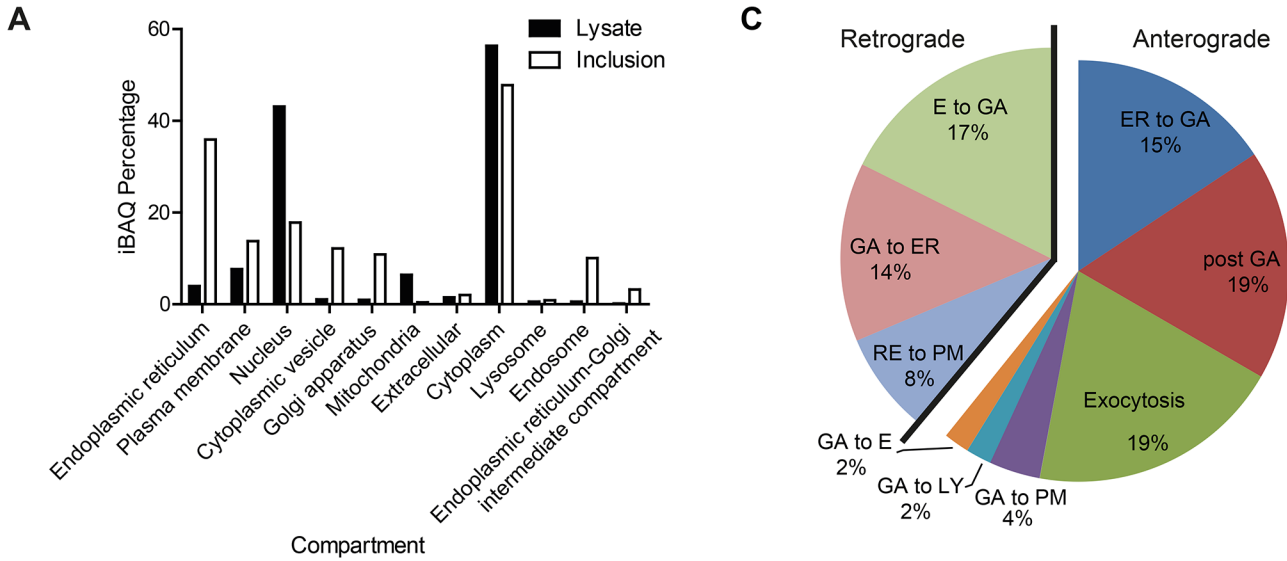 A
iBAQ Percentage
60
40
20
0
Lysate
Inclusion
Endoplasmic reticulum
Plasma membrane
Nucleus
Cytoplasmic vesicle
Golgi apparatus
Mitochondria
Extracellular
Cytoplasm
Lysosome
Endosome
Endoplasmic reticulum-Golgi
intermediate compartment
Compartment
C
Retrograde
Anterograde
E to GA
17%
GA to ER
14%
RE to PM
8%
ER to GA
15%
post GA
19%
Exocytosis
19%
GA to E
2%
GA to LY
2%
GA to PM
4%